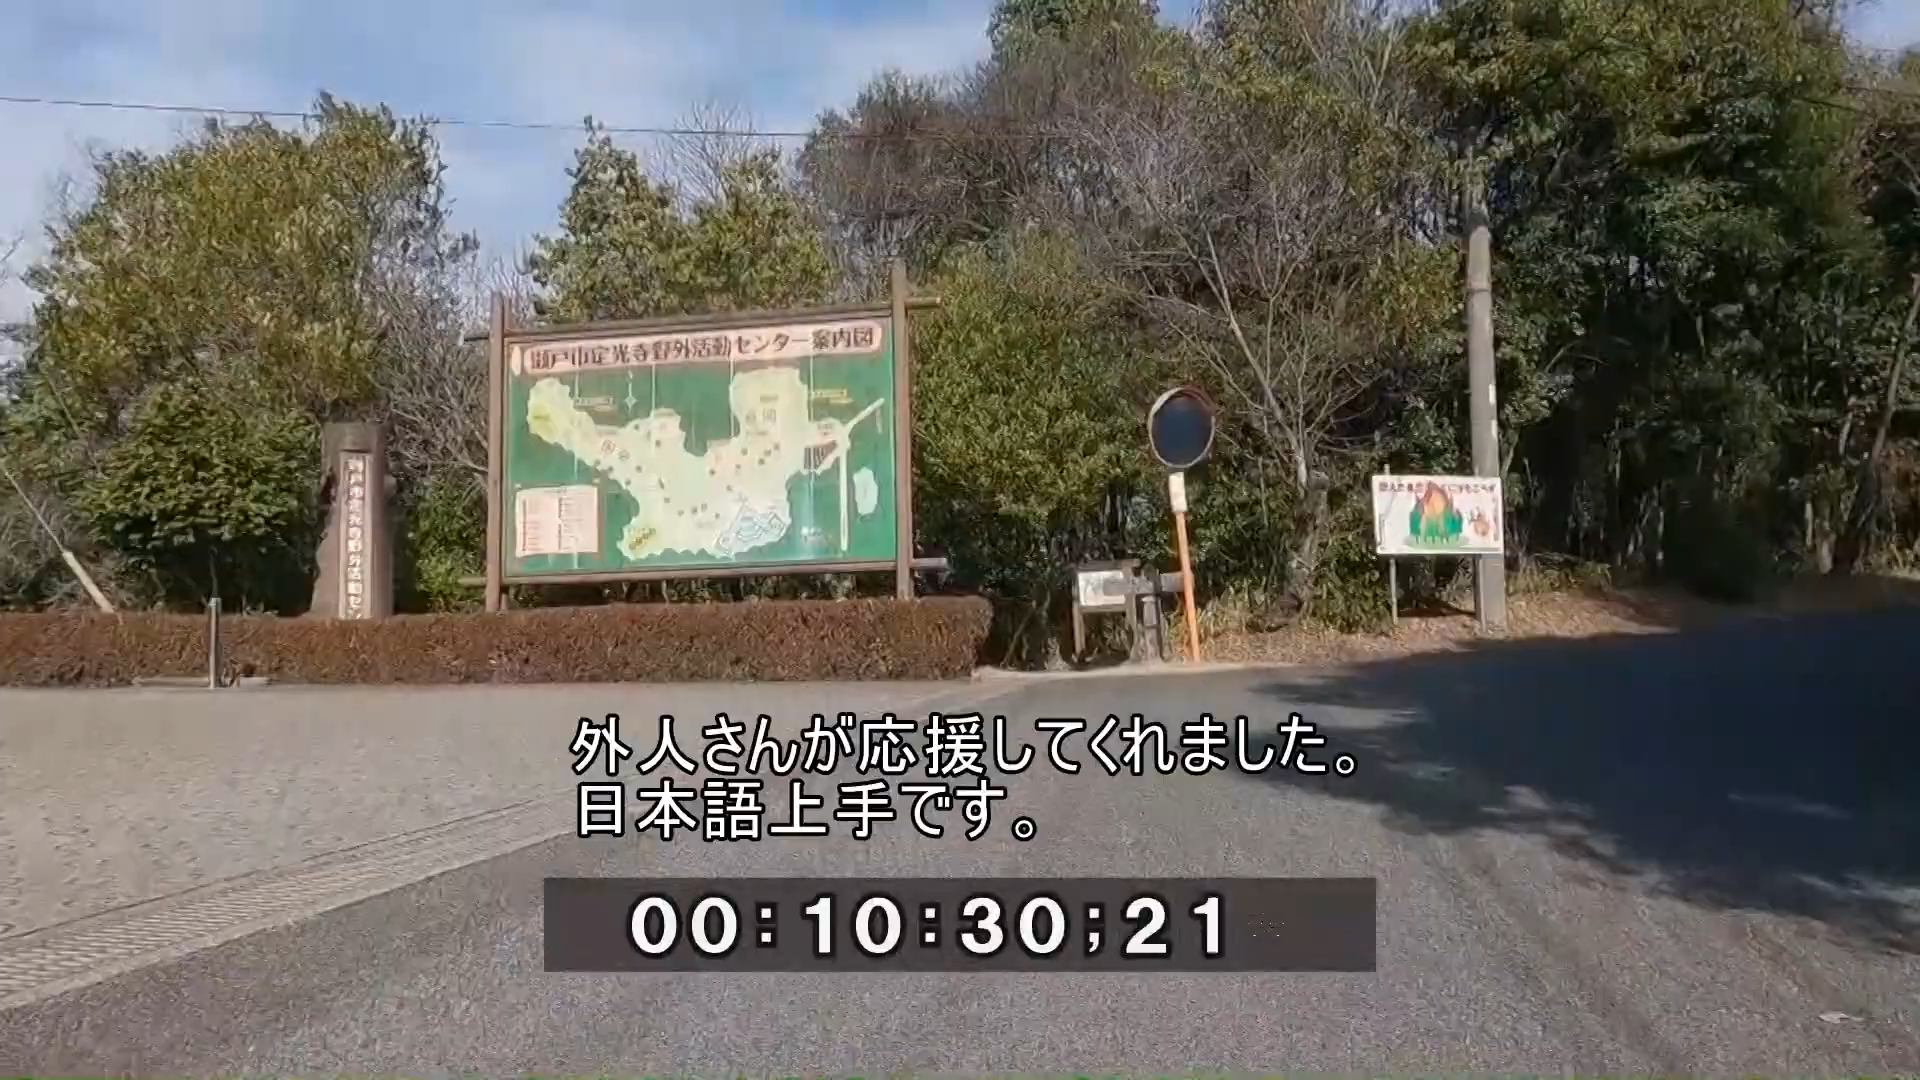 瀬戸市定光寺野外活動センター案内図
瀬戸市定光寺野外活動セン
外人さんが応援してくれました。
日本語上手です。
00:10:30;21